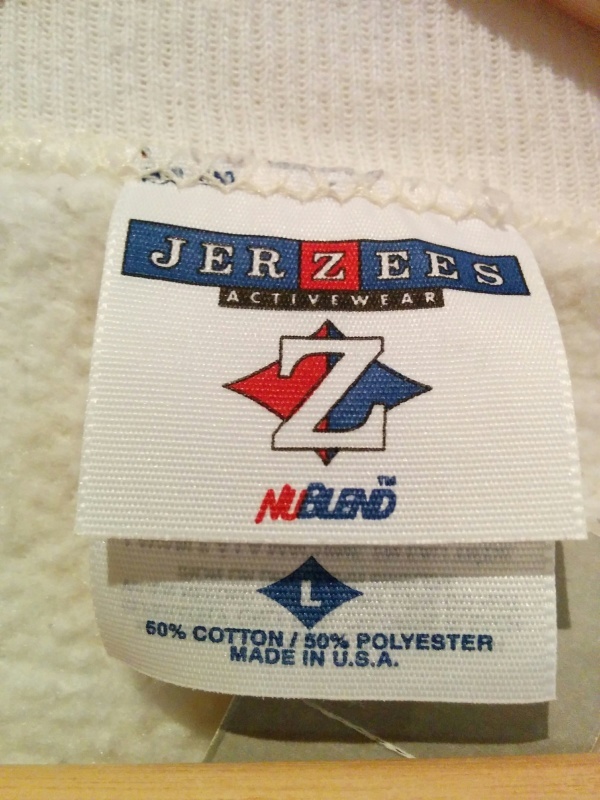 JERZEES
ACTIVEWEAR
Z
NUBLEND™
L
50% COTTON / 50% POLYESTER
MADE IN U.S.A.